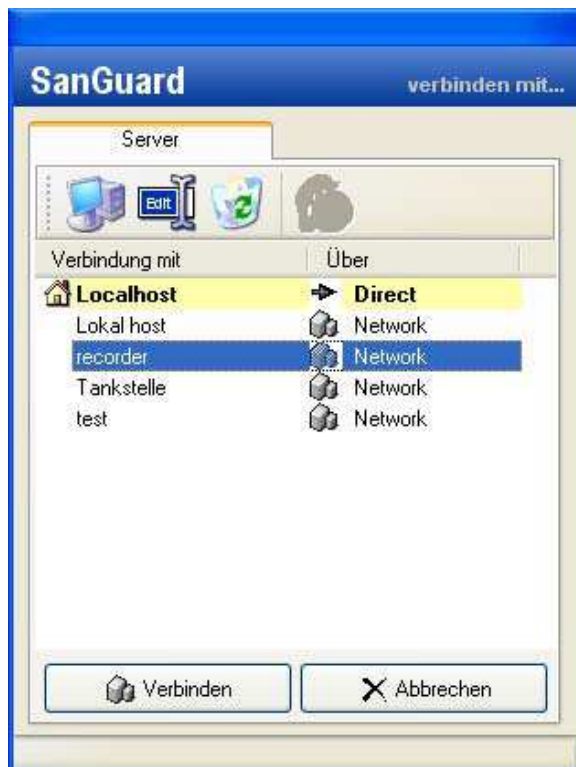 SanGuard verbinden mit...
Server
Edit
Verbindung mit Über
Localhost Direct
Lokal host Network
recorder Network
Tankstelle Network
test Network
Verbinden Abbrechen